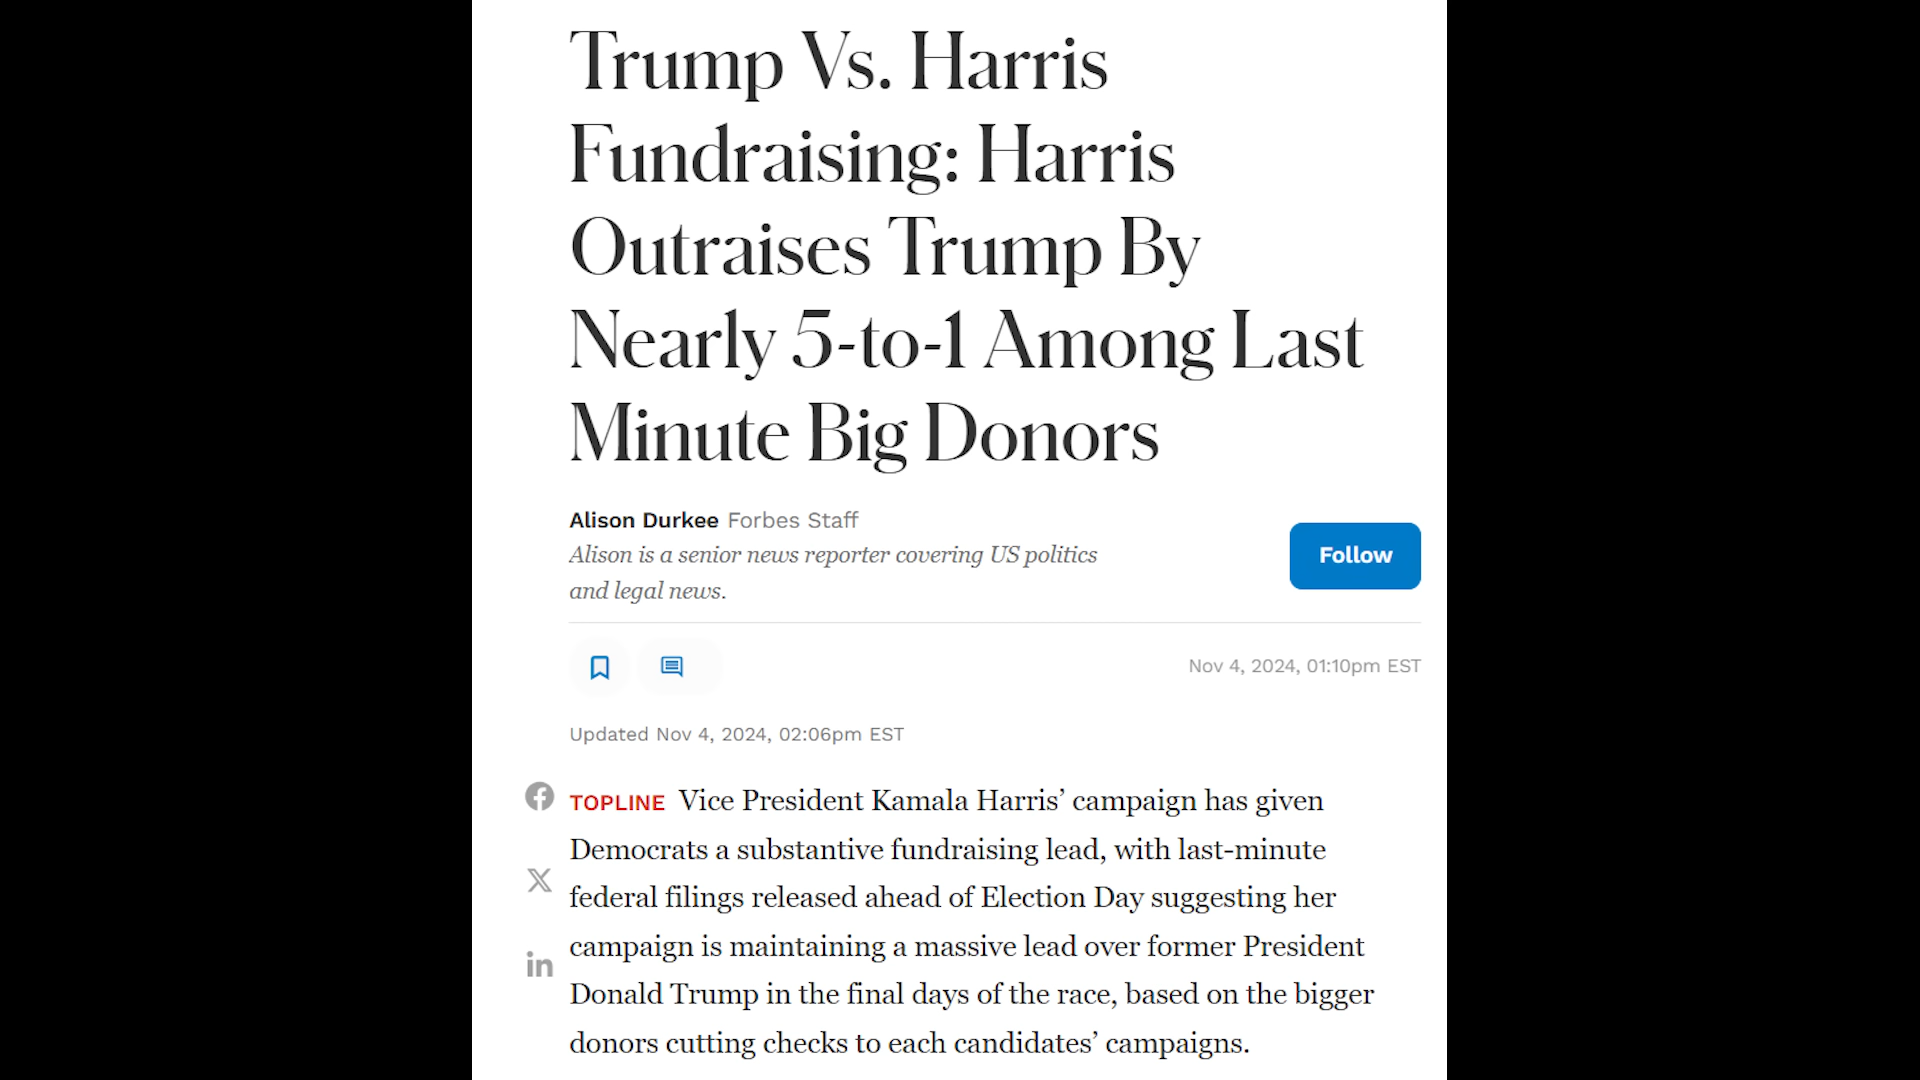 Trump Vs. Harris
Fundraising: Harris
Outraises Trump By
Nearly 5-to-1 Among Last
Minute Big Donors
Alison Durkee Forbes Staff
Alison is a senior news reporter covering US politics
and legal news.
Follow
Nov 4, 2024, 01:10pm EST
Updated Nov 4, 2024, 02:06pm EST
TOPLINE Vice President Kamala Harris’ campaign has given
Democrats a substantive fundraising lead, with last-minute
federal filings released ahead of Election Day suggesting her
campaign is maintaining a massive lead over former President
Donald Trump in the final days of the race, based on the bigger
donors cutting checks to each candidates’ campaigns.